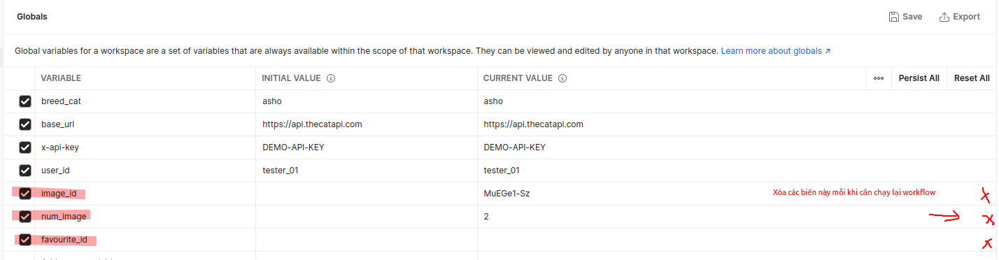 Globals
Save
Export
Global variables for a workspace are a set of variables that are always available within the scope of that workspace. They can be viewed and edited by anyone in that workspace. Learn more about globals ↗
VARIABLE INITIAL VALUE CURRENT VALUE Persist All Reset All
breed_cat asho asho
base_url https://api.thecatapi.com https://api.thecatapi.com
x-api-key DEMO-API-KEY DEMO-API-KEY
user_id tester_01 tester_01
image_id MuEGe1-Sz Xóa các biến này mỗi khi cần chạy lại workflow
num_image 2
favourite_id